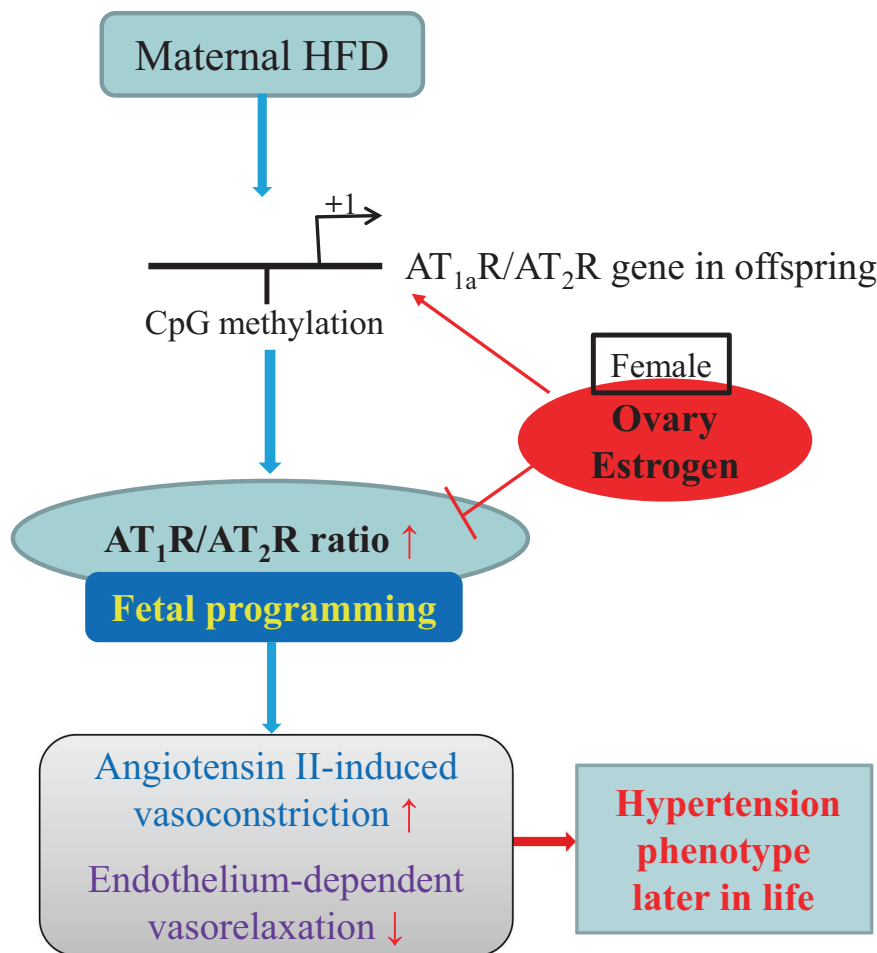 Maternal HFD
+1
AT₁ₐR/AT₂R gene in offspring
CpG methylation
Female
Ovary
Estrogen
AT₁R/AT₂R ratio ↑
Fetal programming
Angiotensin II-induced
vasoconstriction ↑
Endothelium-dependent
vasorelaxation ↓
Hypertension
phenotype
later in life